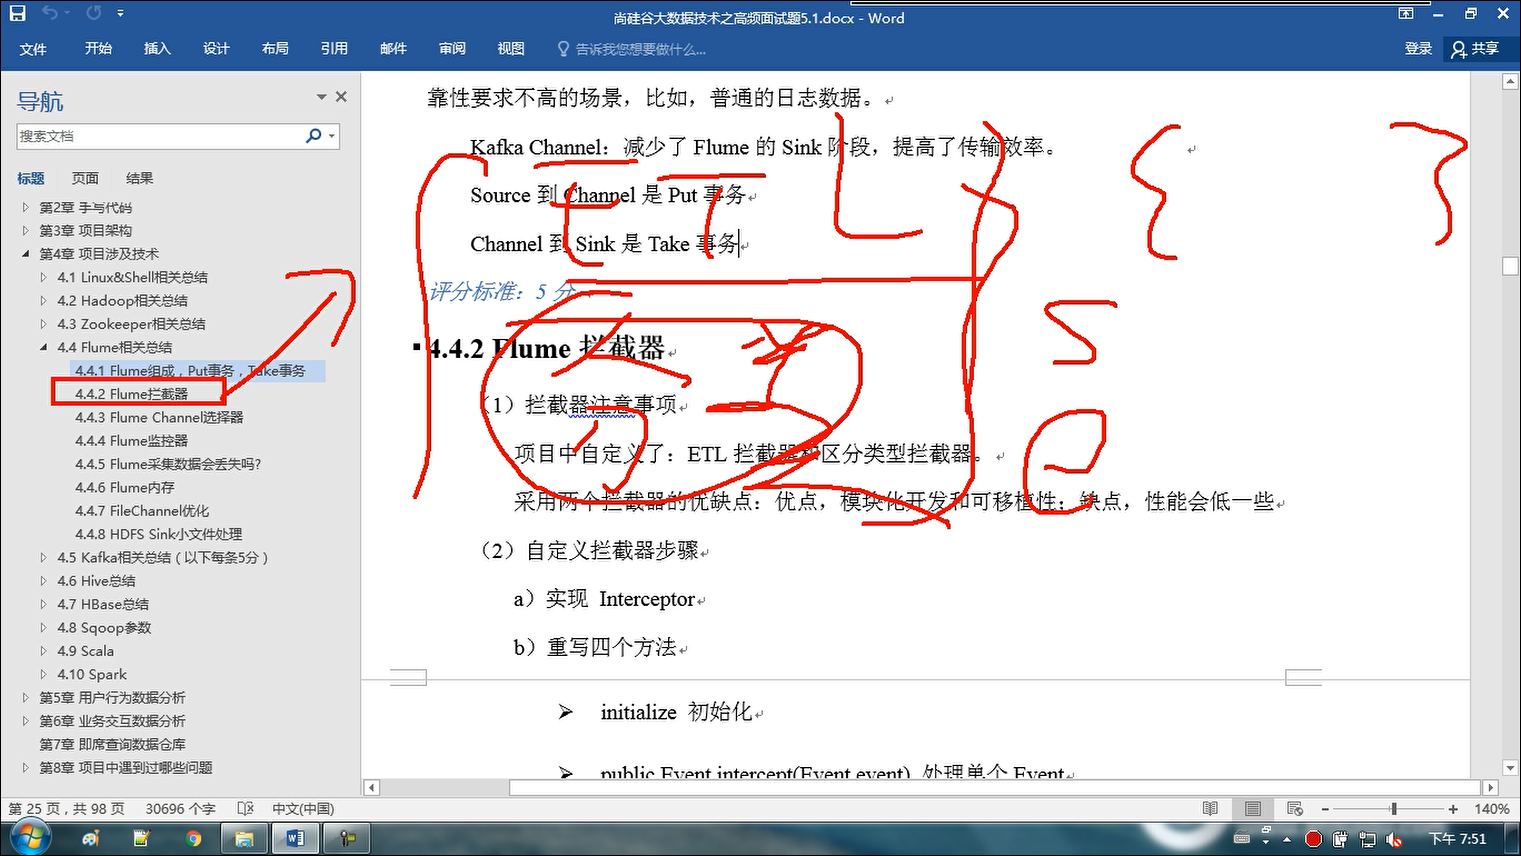 尚硅谷大数据技术之高频面试题5.1.docx - Word
文件 开始 插入 设计 布局 引用 邮件 审阅 视图 告诉我您想要做什么... 登录 共享
导航
搜索文档
标题 页面 结果
第2章 手写代码
第3章 项目架构
第4章 项目涉及技术
4.1 Linux&Shell相关总结
4.2 Hadoop相关总结
4.3 Zookeeper相关总结
4.4 Flume相关总结
4.4.1 Flume组成，Put事务，Take事务
4.4.2 Flume拦截器
4.4.3 Flume Channel选择器
4.4.4 Flume监控器
4.4.5 Flume采集数据会丢失吗?
4.4.6 Flume内存
4.4.7 FileChannel优化
4.4.8 HDFS Sink小文件处理
4.5 Kafka相关总结（以下每条5分）
4.6 Hive总结
4.7 HBase总结
4.8 Sqoop参数
4.9 Scala
4.10 Spark
第5章 用户行为数据分析
第6章 业务交互数据分析
第7章 即席查询数据仓库
第8章 项目中遇到过哪些问题
靠性要求不高的场景，比如，普通的日志数据。
Kafka Channel：减少了 Flume 的 Sink 阶段，提高了传输效率。
Source 到 Channel 是 Put 事务
Channel 到 Sink 是 Take 事务
E T L { }
评分标准：5 分
4.4.2 Flume 拦截器
（1）拦截器注意事项
项目中自定义了：ETL 拦截器和区分类型拦截器。
采用两个拦截器的优缺点：优点，模块化开发和可移植性；缺点，性能会低一些
（2）自定义拦截器步骤
a）实现 Interceptor
b）重写四个方法
initialize 初始化
public Event intercept(Event event) 处理单个 Event
第 25 页，共 98 页 30696 个字 中文(中国) 140%
下午 7:51